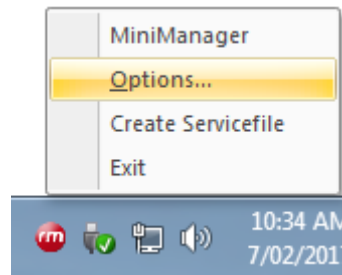 MiniManager
Options...
Create Servicefile
Exit
rm
10:34 AM
7/02/201